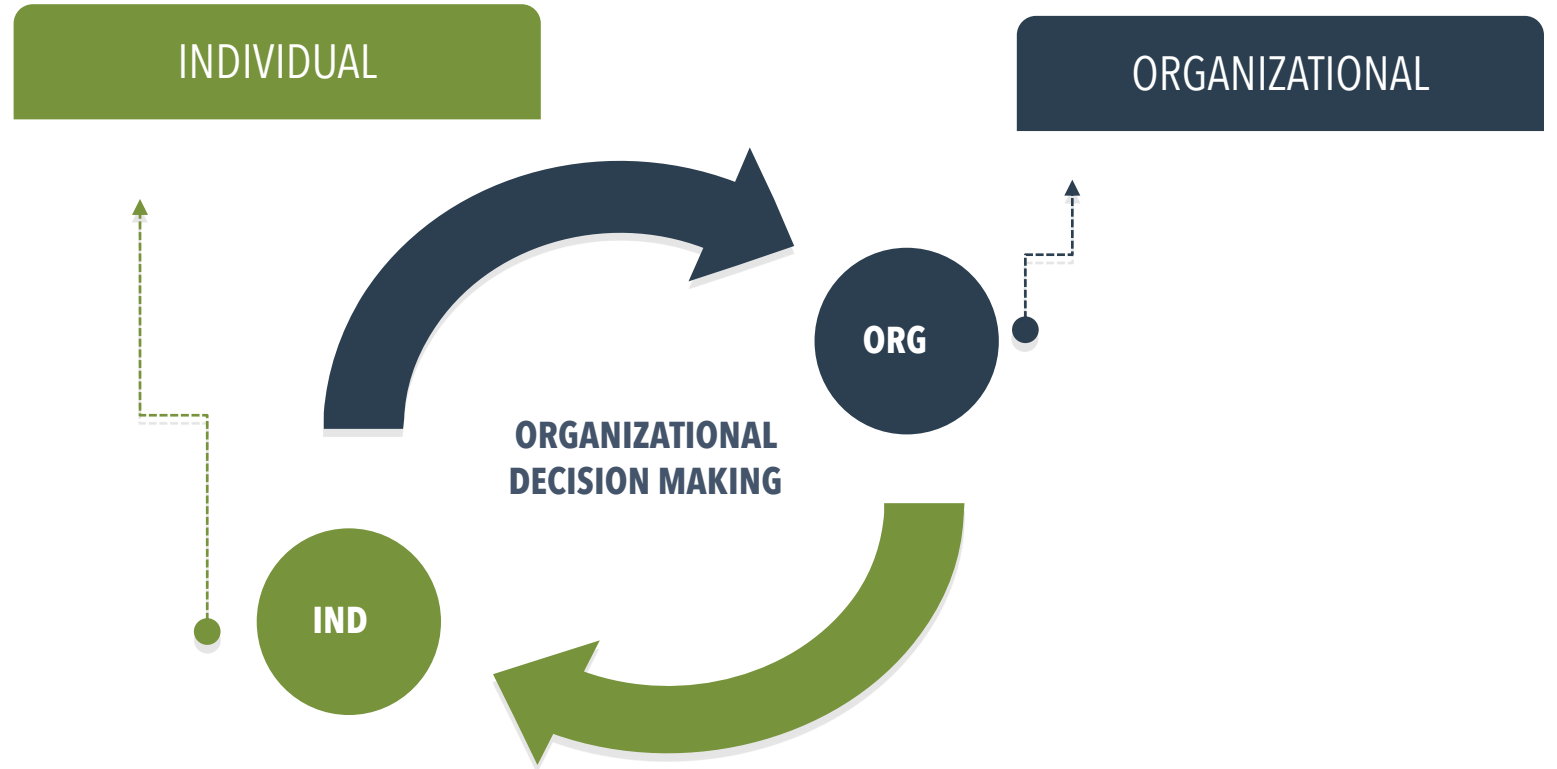 INDIVIDUAL
ORGANIZATIONAL
ORG
ORGANIZATIONAL
DECISION MAKING
IND